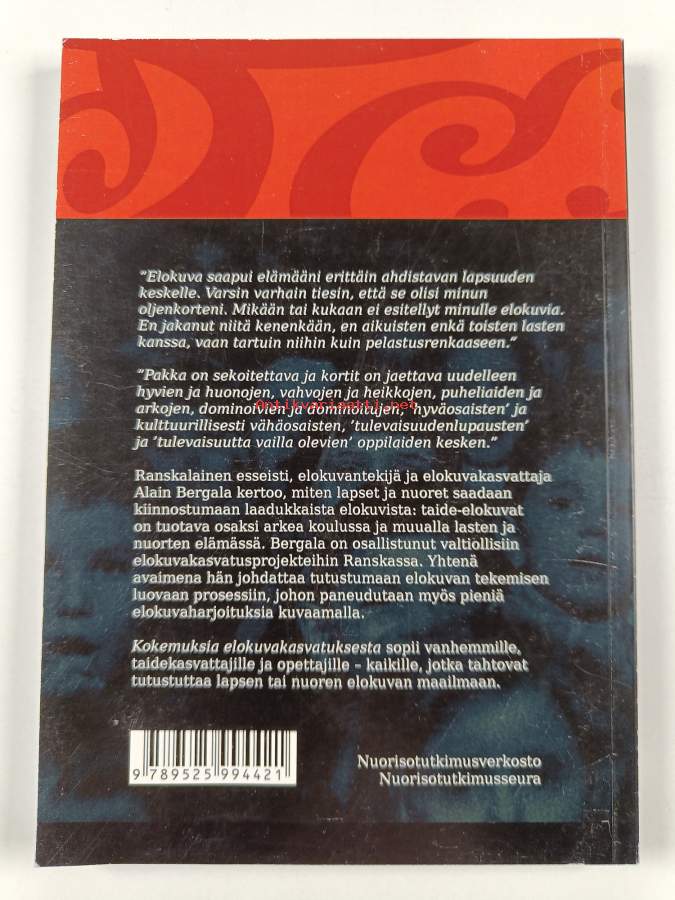 ”Elokuva saapui elämääni erittäin ahdistavan lapsuuden
keskelle. Varsin varhain tiesin, että se olisi minun
oljenkorteni. Mikään tai kukaan ei esitellyt minulle elokuvia.
En jakanut niitä kenenkään, en aikuisten enkä toisten lasten
kanssa, vaan tartuin niihin kuin pelastusrenkaaseen.”
”Pakka on sekoitettava ja kortit on jaettava uudelleen
hyvien ja huonojen, vahvojen ja heikkojen, puheliaiden ja
arkojen, dominoivien ja dominoitujen, ’hyväosaisten’ ja
Antikvariaatti.net
kulttuurillisesti vähäosaisten, ’tulevaisuudenlupausten’
ja ’tulevaisuutta vailla olevien’ oppilaiden kesken.”
Ranskalainen esseisti, elokuvantekijä ja elokuvakasvattaja
Alain Bergala kertoo, miten lapset ja nuoret saadaan
kiinnostumaan laadukkaista elokuvista: taide-elokuvat
on tuotava osaksi arkea koulussa ja muualla lasten ja
nuorten elämässä. Bergala on osallistunut valtiollisiin
elokuvakasvatusprojekteihin Ranskassa. Yhtenä
avaimena hän johdattaa tutustumaan elokuvan tekemisen
luovaan prosessiin, johon paneudutaan myös pieniä
elokuvaharjoituksia kuvaamalla.
Kokemuksia elokuvakasvatuksesta sopii vanhemmille,
taidekasvattajille ja opettajille – kaikille, jotka tahtovat
tutustuttaa lapsen tai nuoren elokuvan maailmaan.
9 789525 994421
Nuorisotutkimusverkosto
Nuorisotutkimusseura